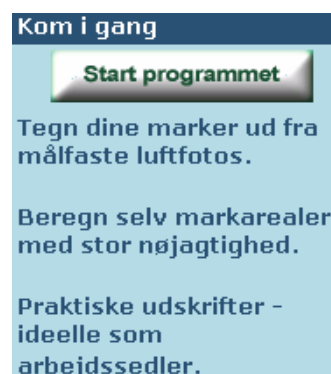 Kom i gang
Start programmet
Tegn dine marker ud fra
målfaste luftfotos.
Beregn selv markarealer
med stor nøjagtighed.
Praktiske udskrifter -
ideelle som
arbejdssedler.